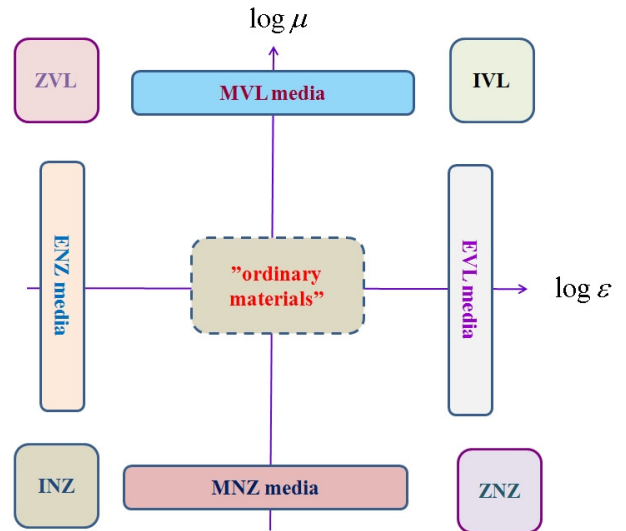 log μ
ZVL
MVL media
IVL
ENZ media
”ordinary
materials”
EVL media
log ε
INZ
MNZ media
ZNZ